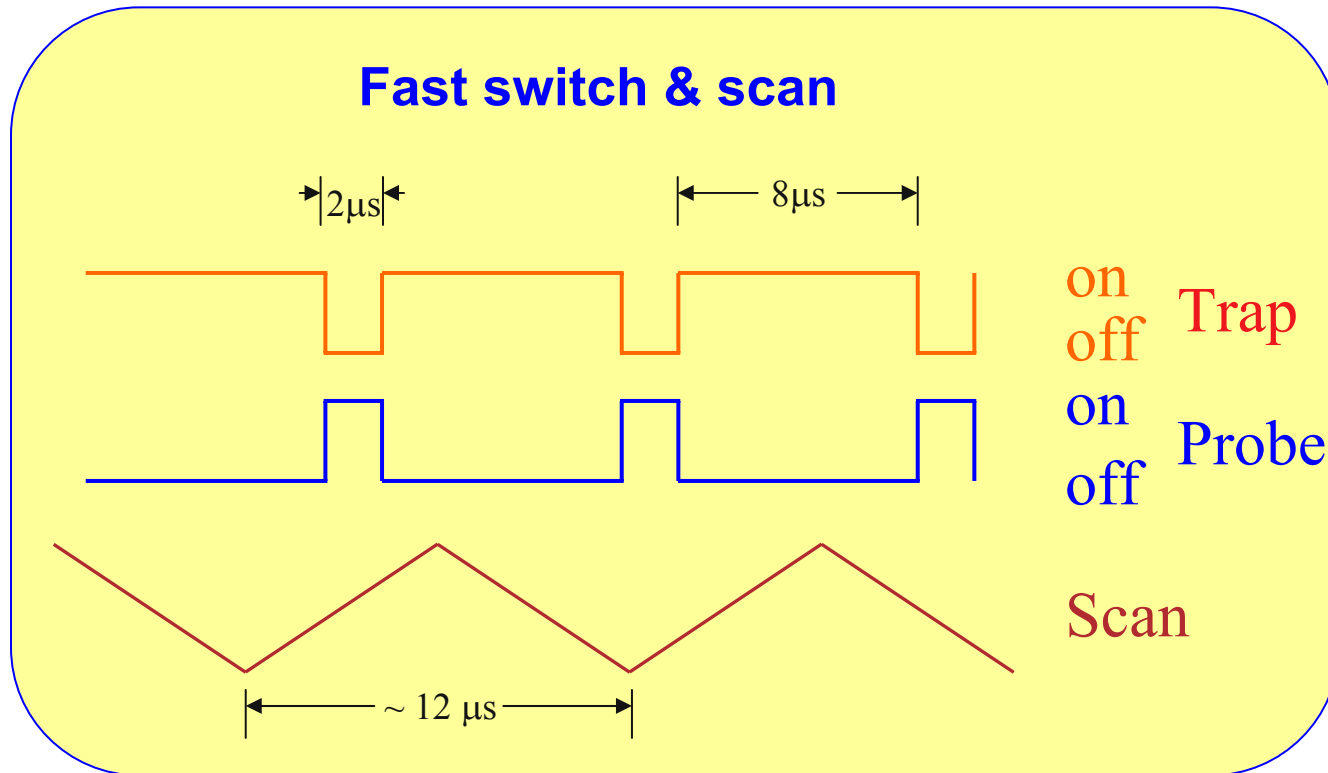 Fast switch & scan
2μs
8μs
on
off
Trap
on
off
Probe
Scan
~ 12 μs